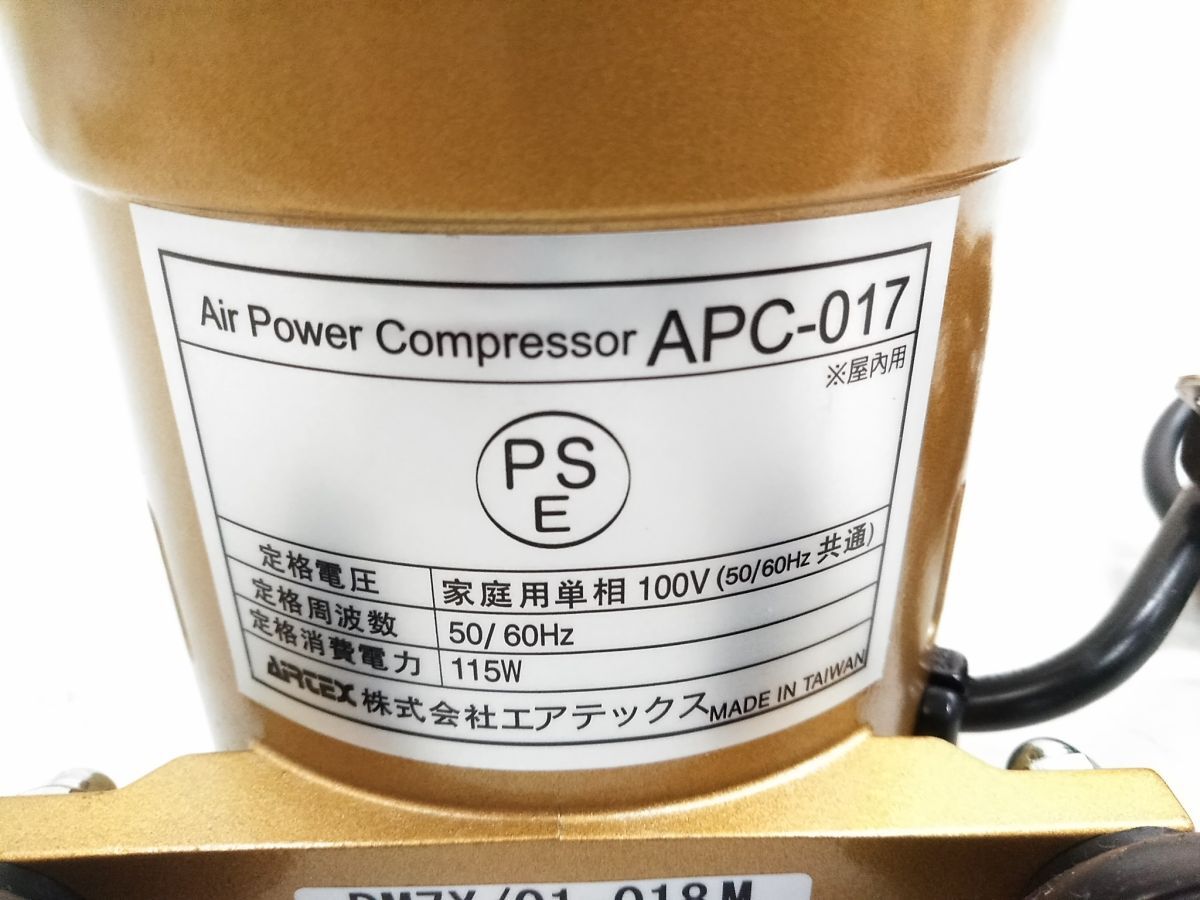 Air Power Compressor APC-017
※屋内用
PS
E
定格電圧 家庭用単相 100V (50/60Hz 共通)
定格周波数 50/60Hz
定格消費電力 115W
AIRTEX 株式会社エアテックス MADE IN TAIWAN